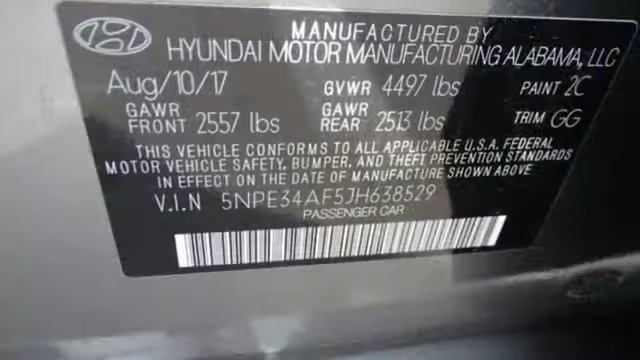 MANUFACTURED BY
HYUNDAI MOTOR MANUFACTURING ALABAMA, LLC
Aug/10/17 GVWR 4497 lbs PAINT 2C
GAWR FRONT 2557 lbs GAWR REAR 2513 lbs TRIM GG
THIS VEHICLE CONFORMS TO ALL APPLICABLE U.S.A. FEDERAL
MOTOR VEHICLE SAFETY, BUMPER, AND THEFT PREVENTION STANDARDS
IN EFFECT ON THE DATE OF MANUFACTURE SHOWN ABOVE
V.I.N 5NPE34AF5JH638529
PASSENGER CAR